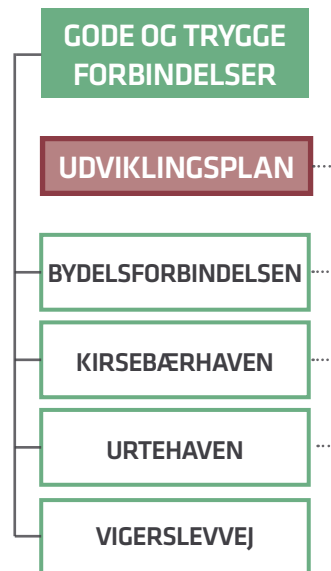 GODE OG TRYGGE
FORBINDELSER
UDVIKLINGSPLAN
BYDELSFORBINDELSEN
KIRSEBÆRHAVEN
URTEHAVEN
VIGERSLEVVEJ